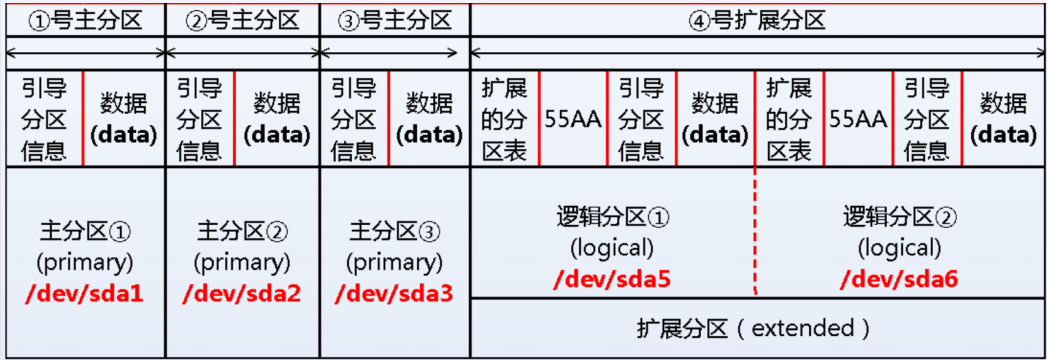 ①号主分区
②号主分区
③号主分区
④号扩展分区
引导
分区
信息
数据
(data)
引导
分区
信息
数据
(data)
引导
分区
信息
数据
(data)
扩展
的分
区表
55AA
引导
分区
信息
数据
(data)
扩展
的分
区表
55AA
引导
分区
信息
数据
(data)
主分区①
(primary)
/dev/sda1
主分区②
(primary)
/dev/sda2
主分区③
(primary)
/dev/sda3
逻辑分区①
(logical)
/dev/sda5
逻辑分区②
(logical)
/dev/sda6
扩展分区（extended）